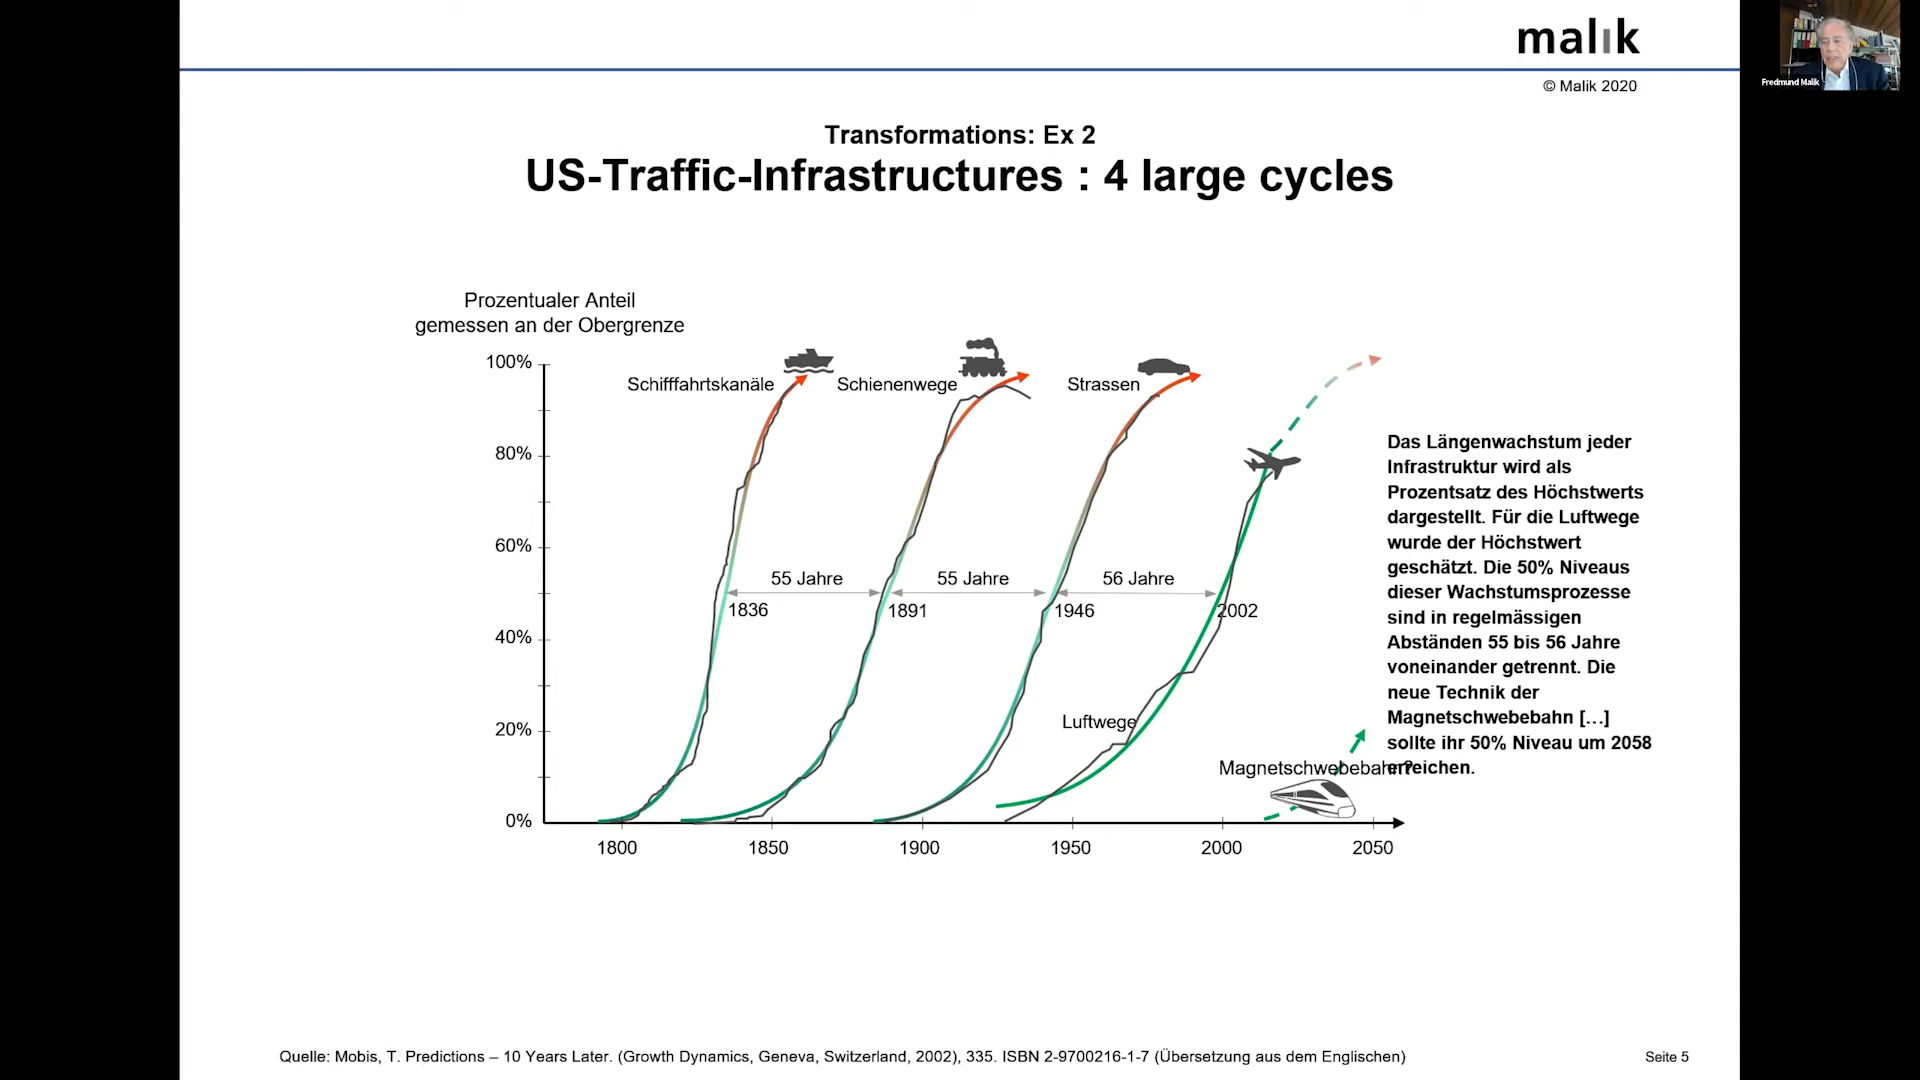 malik
Fredmund Malik
© Malik 2020
Transformations: Ex 2
US-Traffic-Infrastructures : 4 large cycles
Prozentualer Anteil
gemessen an der Obergrenze
100%
80%
60%
40%
20%
0%
Schifffahrtskanäle
Schienenwege
Strassen
55 Jahre
55 Jahre
56 Jahre
1836
1891
1946
2002
Luftwege
Magnetschwebebahn?
1800
1850
1900
1950
2000
2050
Das Längenwachstum jeder
Infrastruktur wird als
Prozentsatz des Höchstwerts
dargestellt. Für die Luftwege
wurde der Höchstwert
geschätzt. Die 50% Niveaus
dieser Wachstumsprozesse
sind in regelmässigen
Abständen 55 bis 56 Jahre
voneinander getrennt. Die
neue Technik der
Magnetschwebebahn […]
sollte ihr 50% Niveau um 2058
erreichen.
Quelle: Mobis, T. Predictions – 10 Years Later. (Growth Dynamics, Geneva, Switzerland, 2002), 335. ISBN 2-9700216-1-7 (Übersetzung aus dem Englischen)
Seite 5